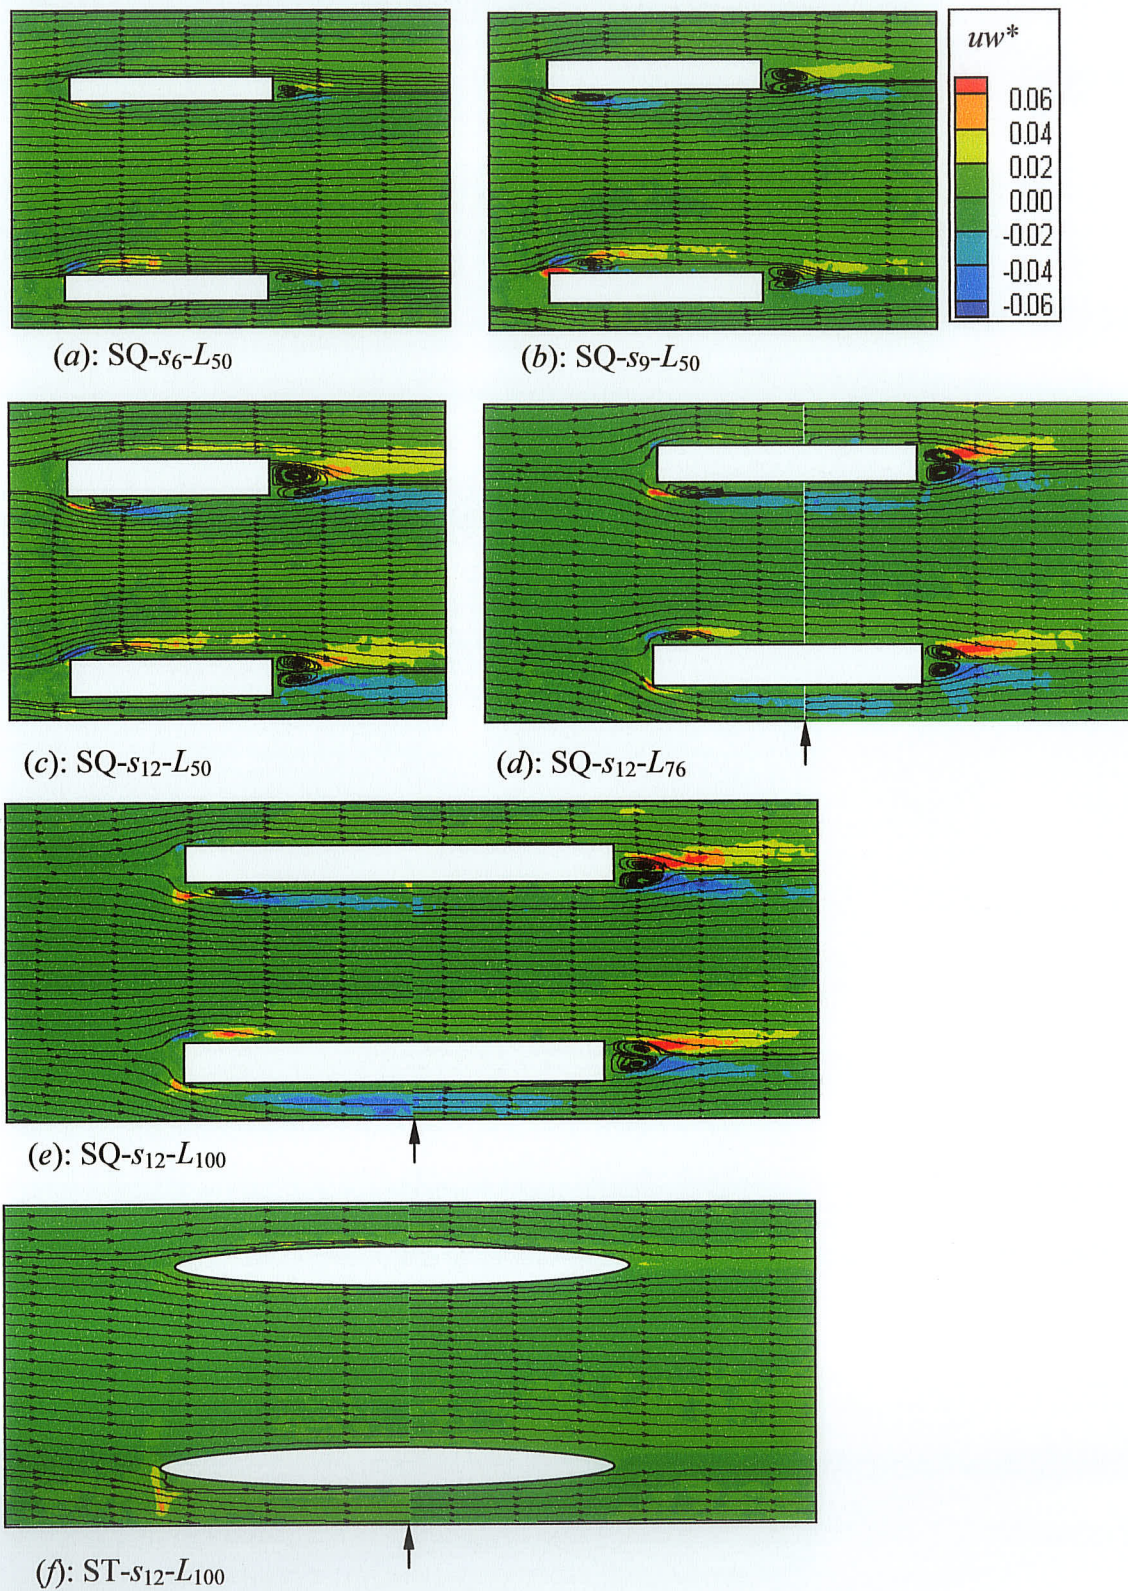 uw*
0.06
0.04
0.02
0.00
-0.02
-0.04
-0.06
(a): SQ-s6-L50
(b): SQ-s9-L50
(c): SQ-s12-L50
(d): SQ-s12-L76
(e): SQ-s12-L100
(f): ST-s12-L100